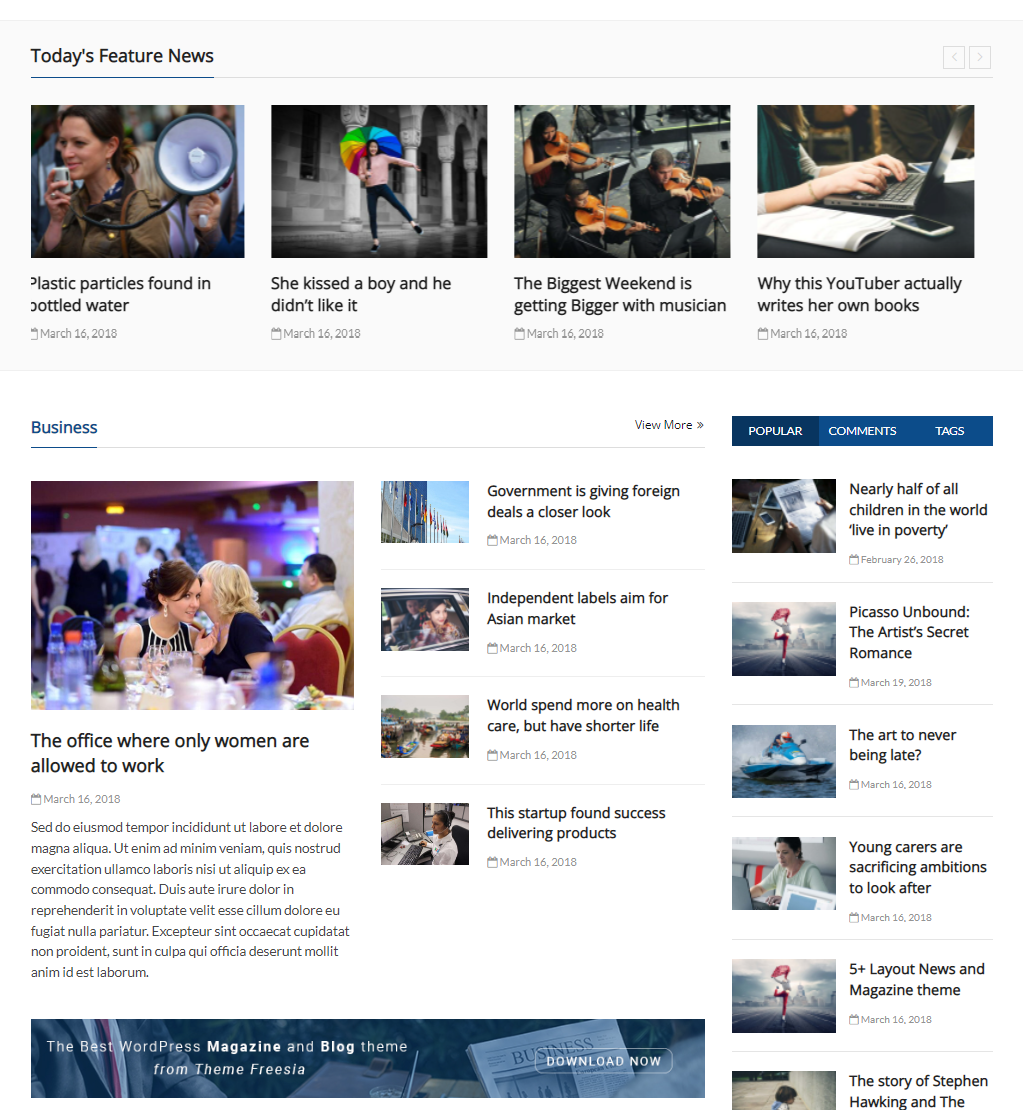 Today's Feature News
Plastic particles found in
bottled water
March 16, 2018
She kissed a boy and he
didn’t like it
March 16, 2018
The Biggest Weekend is
getting Bigger with musician
March 16, 2018
Why this YouTuber actually
writes her own books
March 16, 2018
Business
View More »
The office where only women are
allowed to work
March 16, 2018
Sed do eiusmod tempor incididunt ut labore et dolore
magna aliqua. Ut enim ad minim veniam, quis nostrud
exercitation ullamco laboris nisi ut aliquip ex ea
commodo consequat. Duis aute irure dolor in
reprehenderit in voluptate velit esse cillum dolore eu
fugiat nulla pariatur. Excepteur sint occaecat cupidatat
non proident, sunt in culpa qui officia deserunt mollit
anim id est laborum.
Government is giving foreign
deals a closer look
March 16, 2018
Independent labels aim for
Asian market
March 16, 2018
World spend more on health
care, but have shorter life
March 16, 2018
This startup found success
delivering products
March 16, 2018
The Best WordPress Magazine and Blog theme
from Theme Freesia
BUSINESS
DOWNLOAD NOW
POPULAR COMMENTS TAGS
Nearly half of all
children in the world
‘live in poverty’
February 26, 2018
Picasso Unbound:
The Artist’s Secret
Romance
March 19, 2018
The art to never
being late?
March 16, 2018
Young carers are
sacrificing ambitions
to look after
March 16, 2018
5+ Layout News and
Magazine theme
March 16, 2018
The story of Stephen
Hawking and The